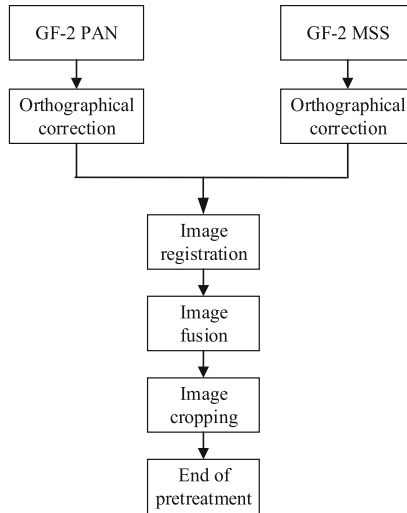 GF-2 PAN
GF-2 MSS
Orthographical
correction
Orthographical
correction
Image
registration
Image
fusion
Image
cropping
End of
pretreatment